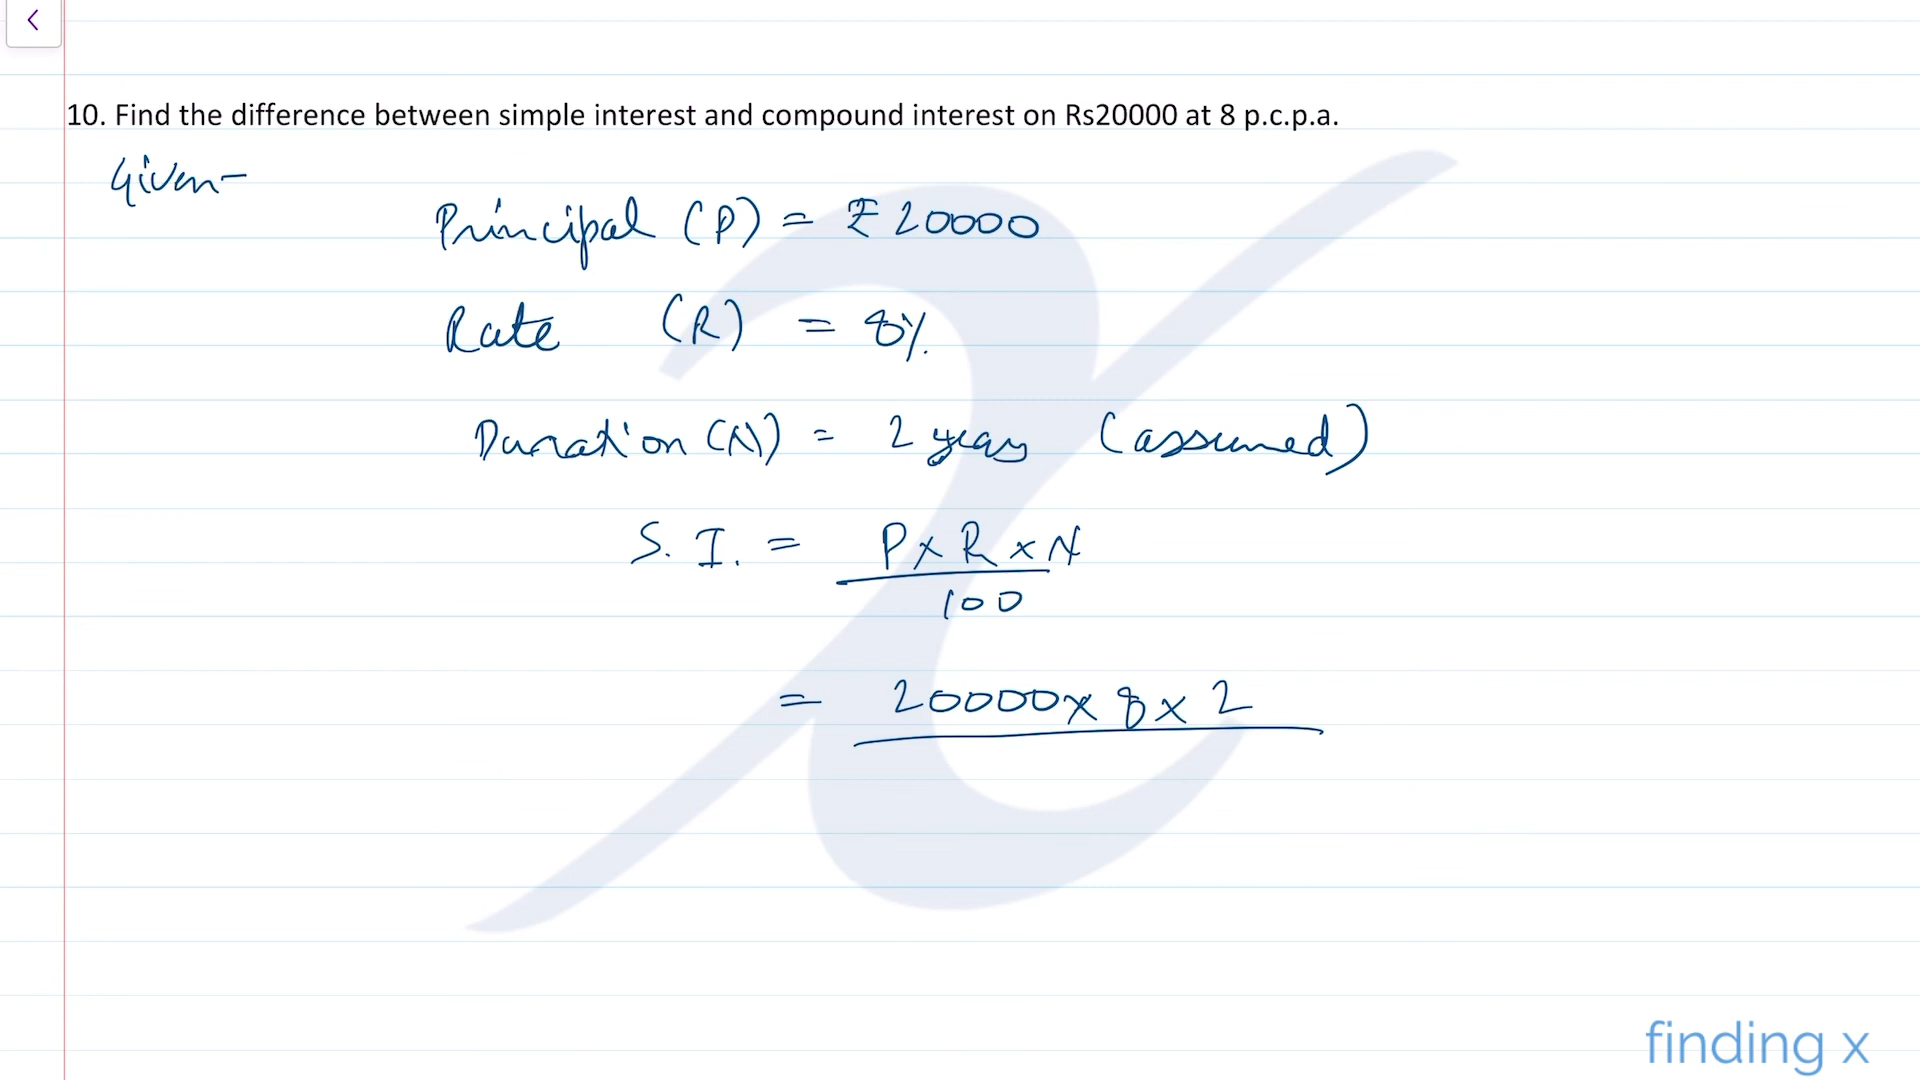 10. Find the difference between simple interest and compound interest on Rs20000 at 8 p.c.p.a.
Given-
Principal (P) = ₹ 20000
Rate (R) = 8%.
Duration (N) = 2 years (assumed)
S. I. = P x R x N
100
= 20000 x 8 x 2
finding x